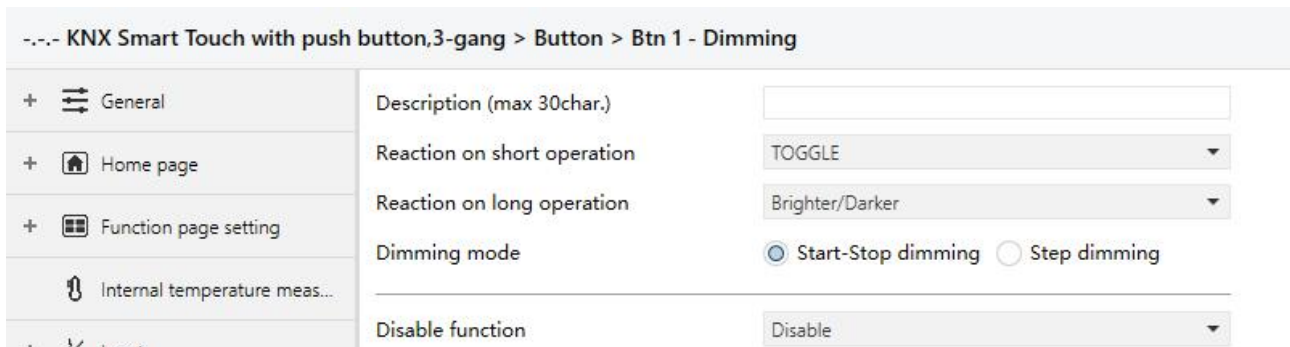 -.-.- KNX Smart Touch with push button,3-gang > Button > Btn 1 - Dimming
+ General
+ Home page
+ Function page setting
Internal temperature meas...
Description (max 30char.)
Reaction on short operation TOGGLE
Reaction on long operation Brighter/Darker
Dimming mode Start-Stop dimming Step dimming
Disable function Disable